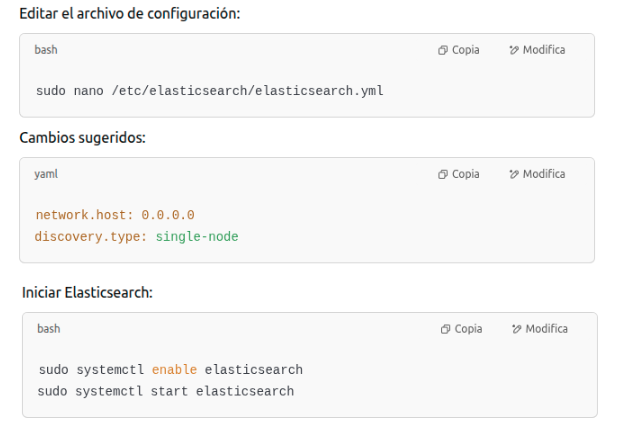 Editar el archivo de configuración:
bash Copia Modifica
sudo nano /etc/elasticsearch/elasticsearch.yml
Cambios sugeridos:
yaml Copia Modifica
network.host: 0.0.0.0
discovery.type: single-node
Iniciar Elasticsearch:
bash Copia Modifica
sudo systemctl enable elasticsearch
sudo systemctl start elasticsearch